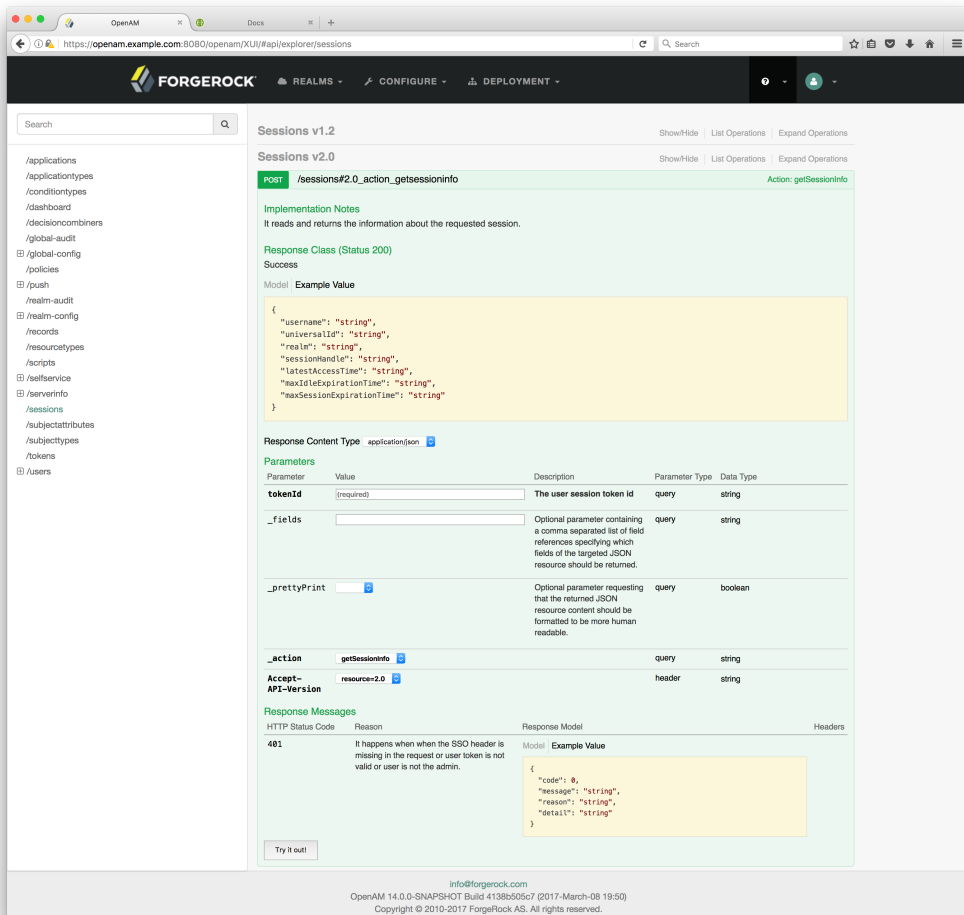 OpenAM × Docs × +
https://openam.example.com:8080/openam/XUI/#api/explorer/sessions Search
FORGEROCK REALMS CONFIGURE DEPLOYMENT
Search
/applications
/applicationtypes
/conditiontypes
/dashboard
/decisioncombiners
/global-audit
/global-config
/policies
/push
/realm-audit
/realm-config
/records
/resourcetypes
/scripts
/selfservice
/serverinfo
/sessions
/subjectattributes
/subjecttypes
/tokens
/users
Sessions v1.2 Show/Hide List Operations Expand Operations
Sessions v2.0 Show/Hide List Operations Expand Operations
POST /sessions#2.0_action_getsessioninfo Action: getSessionInfo
Implementation Notes
It reads and returns the information about the requested session.
Response Class (Status 200)
Success
Model Example Value
{
"username": "string",
"universalId": "string",
"realm": "string",
"sessionHandle": "string",
"latestAccessTime": "string",
"maxIdleExpirationTime": "string",
"maxSessionExpirationTime": "string"
}
Response Content Type application/json
Parameters
Parameter Value Description Parameter Type Data Type
tokenId (required) The user session token id query string
_fields Optional parameter containing query string
a comma separated list of field
references specifying which
fields of the targeted JSON
resource should be returned.
_prettyPrint Optional parameter requesting query boolean
that the returned JSON
resource content should be
formatted to be more human
readable.
_action getSessionInfo query string
Accept- resource=2.0 header string
API-Version
Response Messages
HTTP Status Code Reason Response Model Headers
401 It happens when when the SSO header is
missing in the request or user token is not
valid or user is not the admin.
Model Example Value
{
"code": 0,
"message": "string",
"reason": "string",
"detail": "string"
}
Try it out!
info@forgerock.com
OpenAM 14.0.0-SNAPSHOT Build 4138b505c7 (2017-March-08 19:50)
Copyright © 2010-2017 ForgeRock AS. All rights reserved.